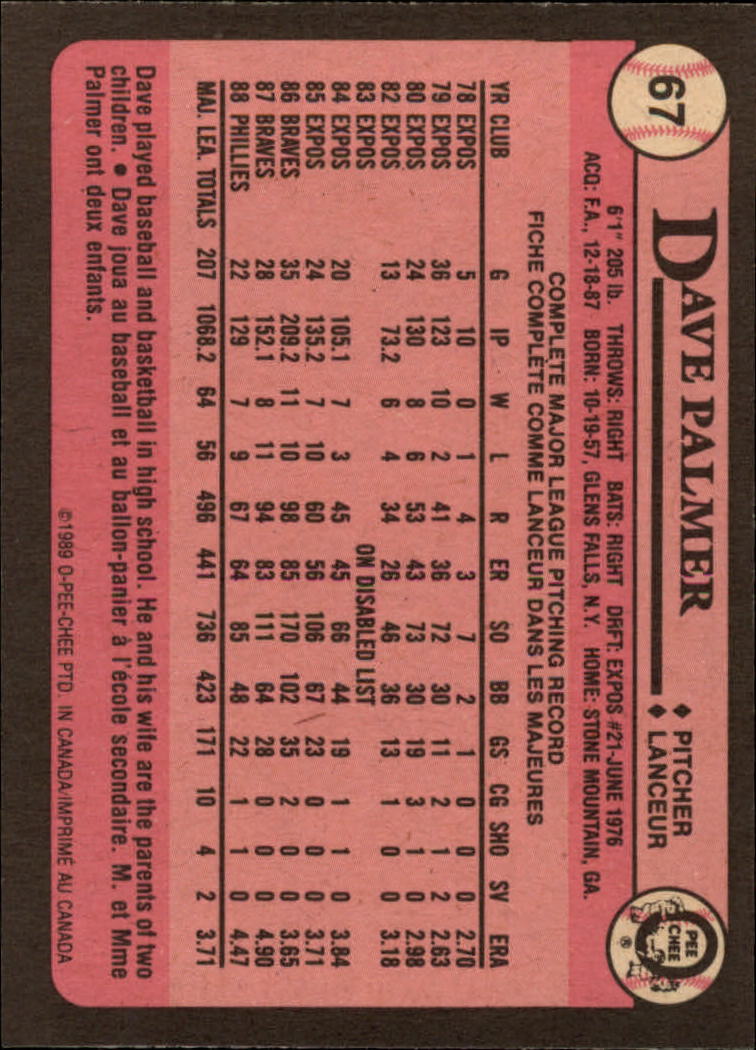 67
DAVE PALMER
♦ PITCHER
♦ LANCEUR
PEE
CHEE
®
6'1" 205 lb. THROWS: RIGHT BATS: RIGHT DRFT: EXPOS #21-JUNE 1976
ACQ: F.A., 12-18-87 BORN: 10-19-57, GLENS FALLS, N.Y. HOME: STONE MOUNTAIN, GA.
COMPLETE MAJOR LEAGUE PITCHING RECORD
FICHE COMPLÈTE COMME LANCEUR DANS LES MAJEURES
YR CLUB G IP W L R ER SO BB GS CG SHO SV ERA
78 EXPOS 5 10 0 1 4 3 7 2 1 0 0 0 2.70
79 EXPOS 36 123 10 2 41 36 72 30 11 2 1 2 2.63
80 EXPOS 24 130 8 6 53 43 73 30 19 3 1 0 2.98
82 EXPOS 13 73.2 6 4 34 26 46 36 13 1 0 0 3.18
83 EXPOS ON DISABLED LIST
84 EXPOS 20 105.1 7 3 45 45 66 44 19 1 1 0 3.84
85 EXPOS 24 135.2 7 10 60 56 106 67 23 0 0 0 3.71
86 BRAVES 35 209.2 11 10 98 85 170 102 35 2 0 0 3.65
87 BRAVES 28 152.1 8 11 94 83 111 64 28 0 0 0 4.90
88 PHILLIES 22 129 7 9 67 64 85 48 22 1 1 0 4.47
MAJ. LEA. TOTALS 207 1068.2 64 56 496 441 736 423 171 10 4 2 3.71
Dave played baseball and basketball in high school. He and his wife are the parents of two
children. ● Dave joua au baseball et au ballon-panier à l'école secondaire. M. et Mme
Palmer ont deux enfants.
©1989 O-PEE-CHEE PTD. IN CANADA/IMPRIMÉ AU CANADA